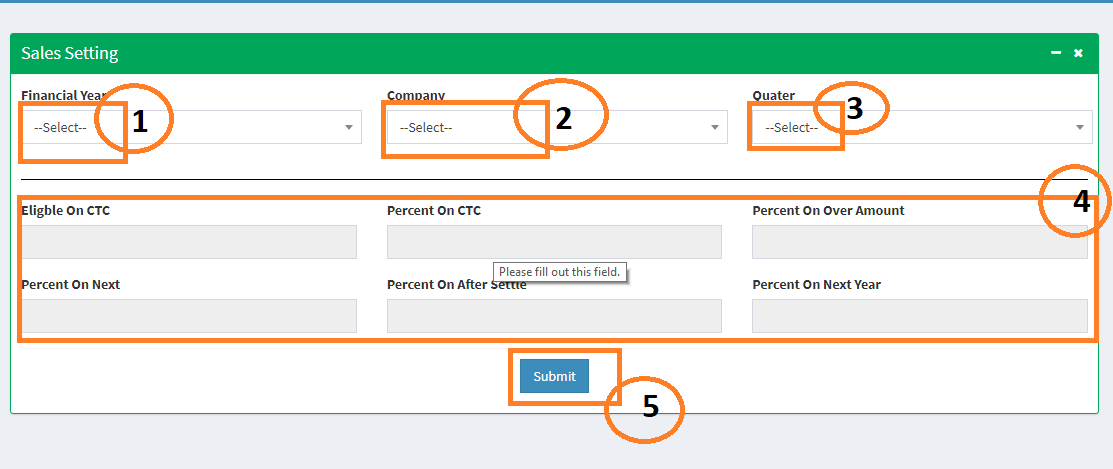 Sales Setting
Financial Year
Company
Quater
--Select--
1
--Select--
2
--Select--
3
4
Eligble On CTC
Percent On CTC
Percent On Over Amount
Please fill out this field.
Percent On Next
Percent On After Settle
Percent On Next Year
Submit
5